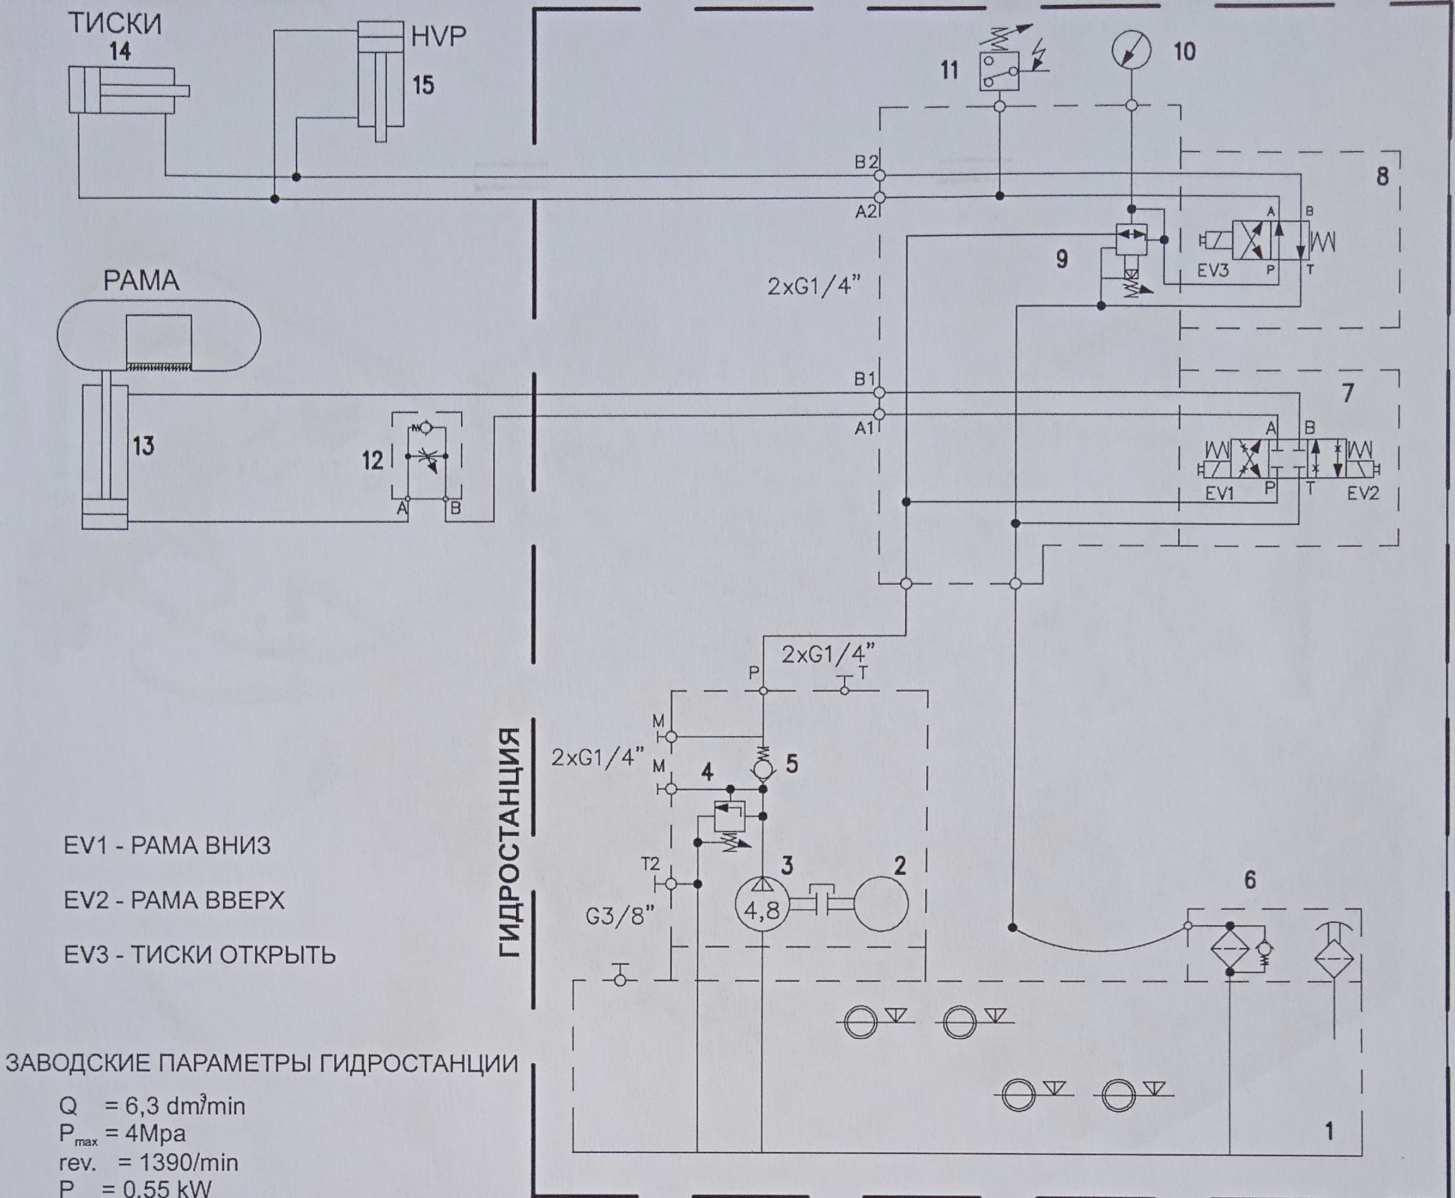 ТИСКИ
14
HVP
15
11
10
8
B2
A2
A B
EV3 P T
9
2xG1/4"
РАМА
13
12
A B
B1
A1
7
A B
EV1 P T EV2
2xG1/4"
P T
M
2xG1/4"
M
4
5
T2
G3/8"
3
4,8
2
6
1
ГИДРОСТАНЦИЯ
EV1 - РАМА ВНИЗ
EV2 - РАМА ВВЕРХ
EV3 - ТИСКИ ОТКРЫТЬ
ЗАВОДСКИЕ ПАРАМЕТРЫ ГИДРОСТАНЦИИ
Q = 6,3 dm³/min
Pmax = 4Mpa
rev. = 1390/min
P = 0,55 kW